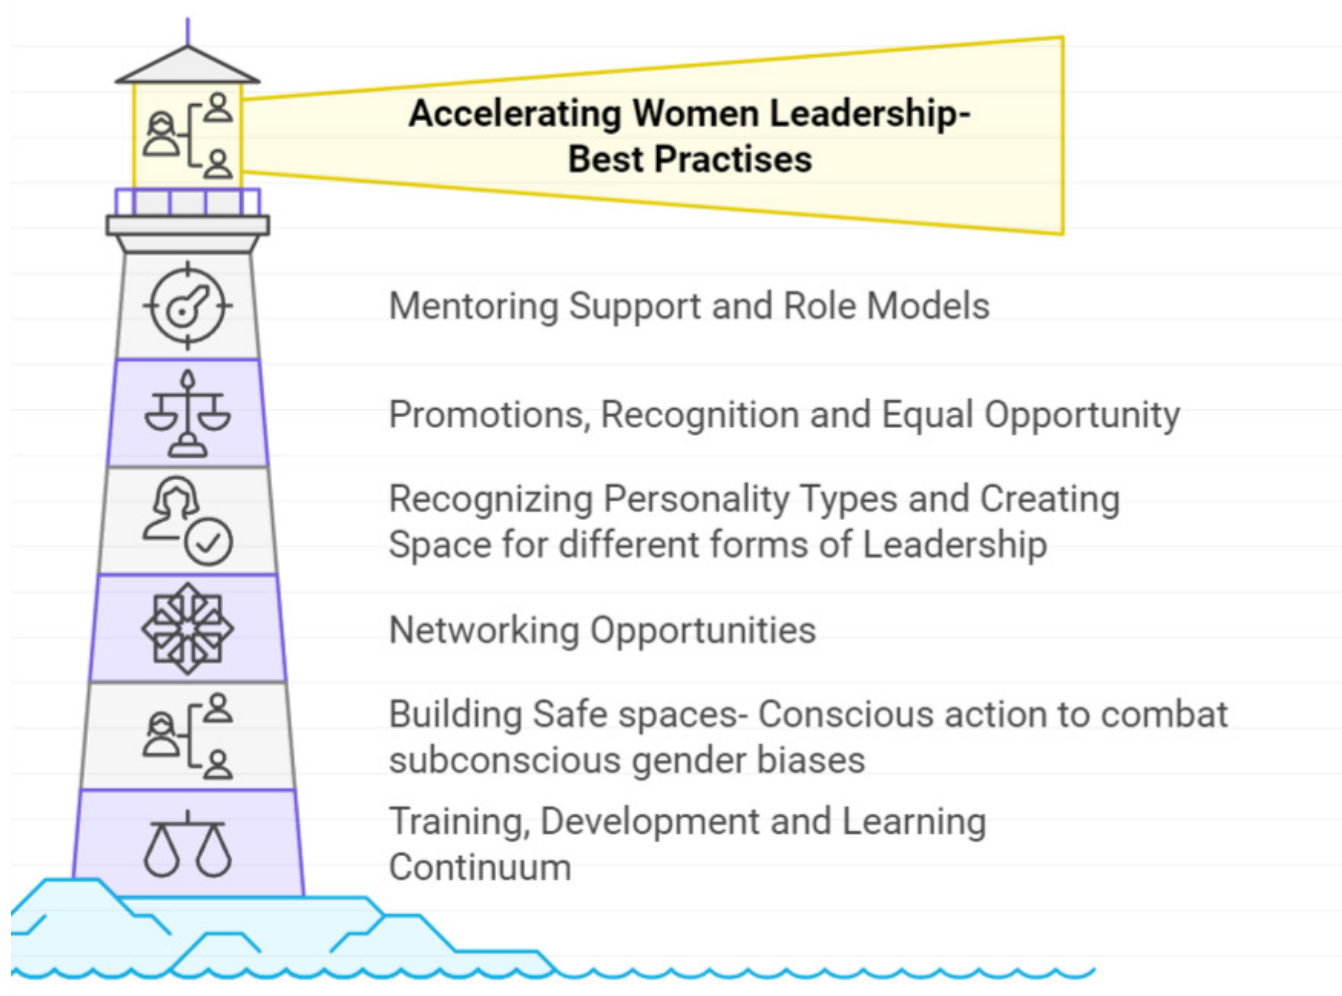 Accelerating Women Leadership-
Best Practises
Mentoring Support and Role Models
Promotions, Recognition and Equal Opportunity
Recognizing Personality Types and Creating
Space for different forms of Leadership
Networking Opportunities
Building Safe spaces- Conscious action to combat
subconscious gender biases
Training, Development and Learning
Continuum